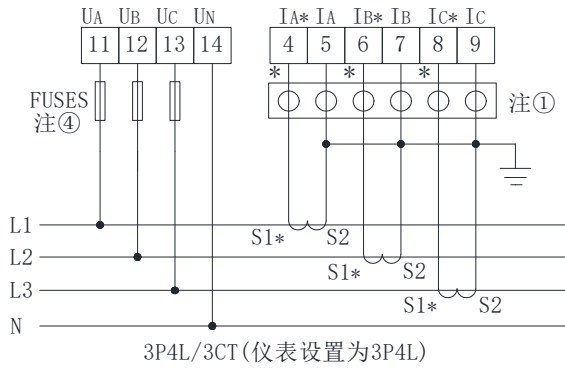 UA UB UC UN IA* IA IB* IB IC* IC
11 12 13 14 4 5 6 7 8 9
* * *
FUSES
注④
注①
L1
S1* S2
L2
S1* S2
L3
S1* S2
N
3P4L/3CT(仪表设置为3P4L)